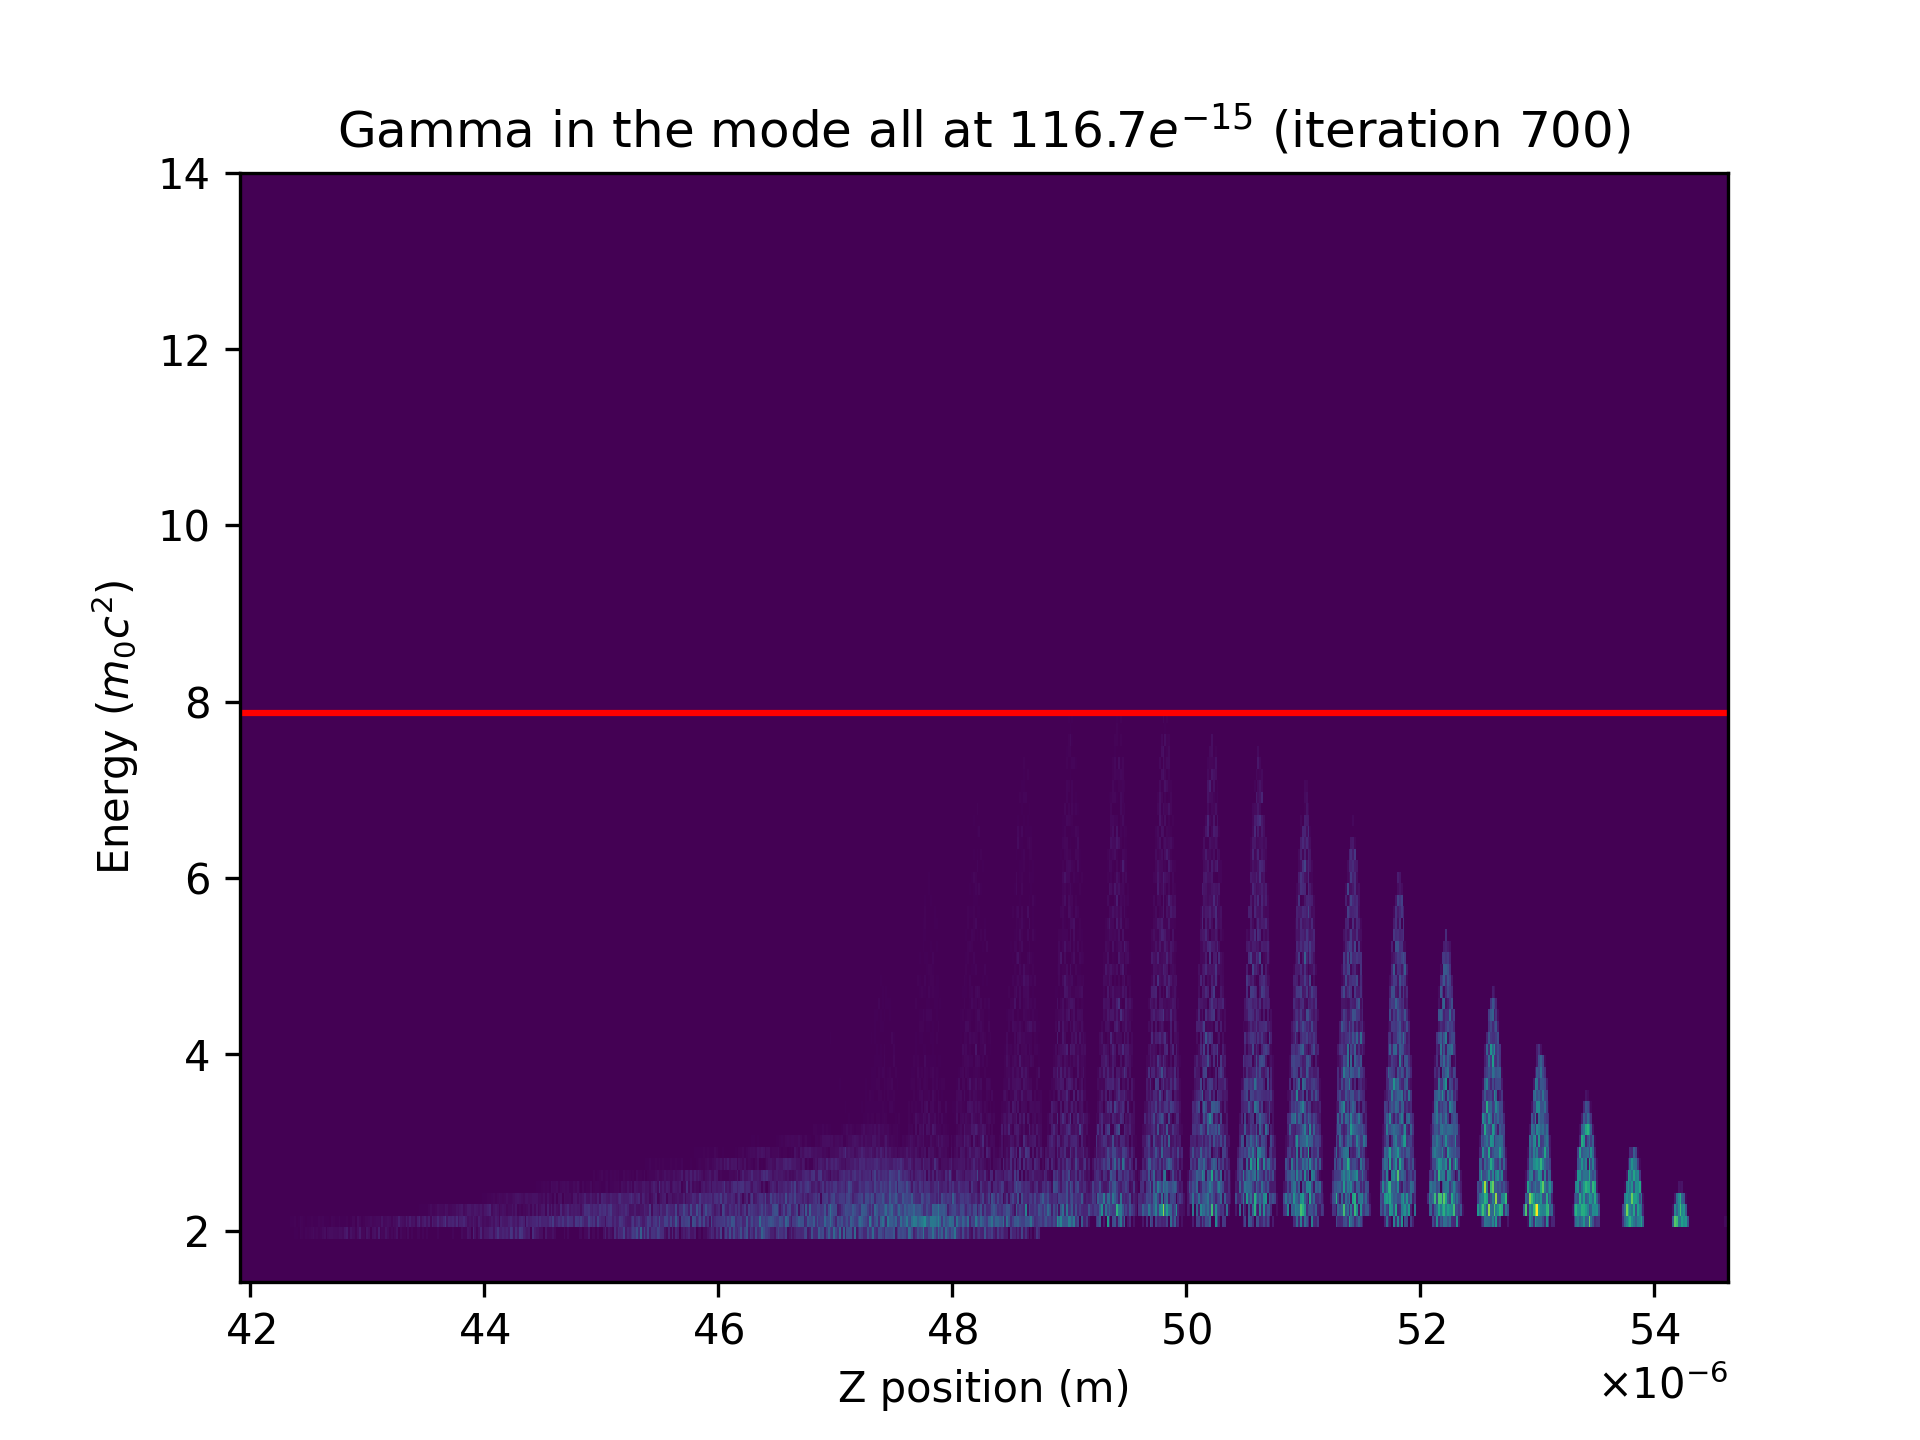 Gamma in the mode all at 116.7e⁻¹⁵ (iteration 700)
14
12
10
8
6
4
2
Energy (m₀c²)
42 44 46 48 50 52 54
×10⁻⁶
Z position (m)